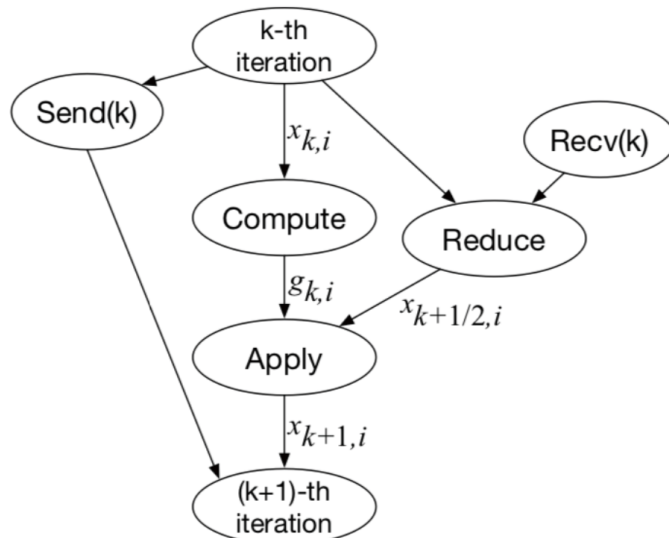 k-th
iteration
Send(k)
x_{k,i}
Recv(k)
Compute
Reduce
g_{k,i}
x_{k+1/2,i}
Apply
x_{k+1,i}
(k+1)-th
iteration